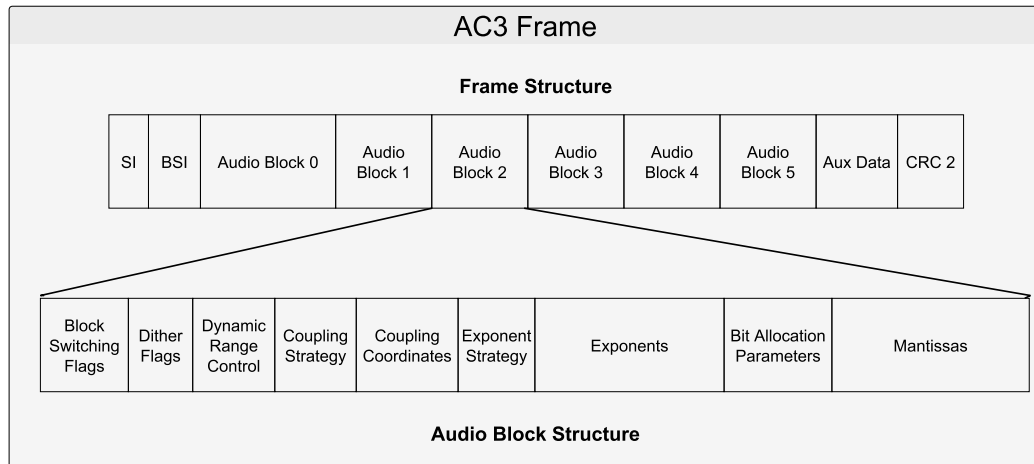 AC3 Frame
Frame Structure
SI
BSI
Audio Block 0
Audio
Block 1
Audio
Block 2
Audio
Block 3
Audio
Block 4
Audio
Block 5
Aux Data
CRC 2
Block
Switching
Flags
Dither
Flags
Dynamic
Range
Control
Coupling
Strategy
Coupling
Coordinates
Exponent
Strategy
Exponents
Bit Allocation
Parameters
Mantissas
Audio Block Structure